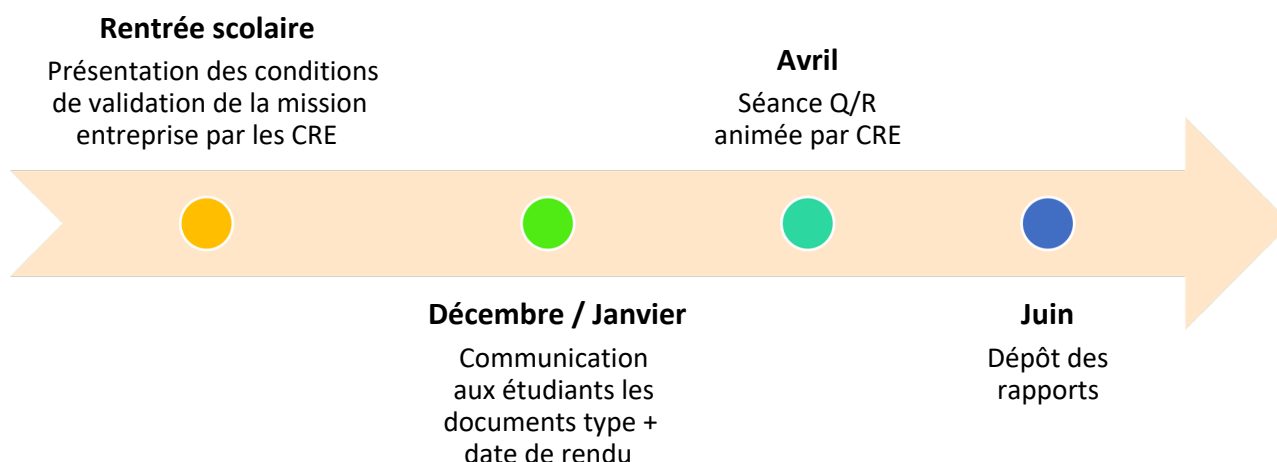 Rentrée scolaire
Présentation des conditions
de validation de la mission
entreprise par les CRE
Avril
Séance Q/R
animée par CRE
Décembre / Janvier
Communication
aux étudiants les
documents type +
date de rendu
Juin
Dépôt des
rapports